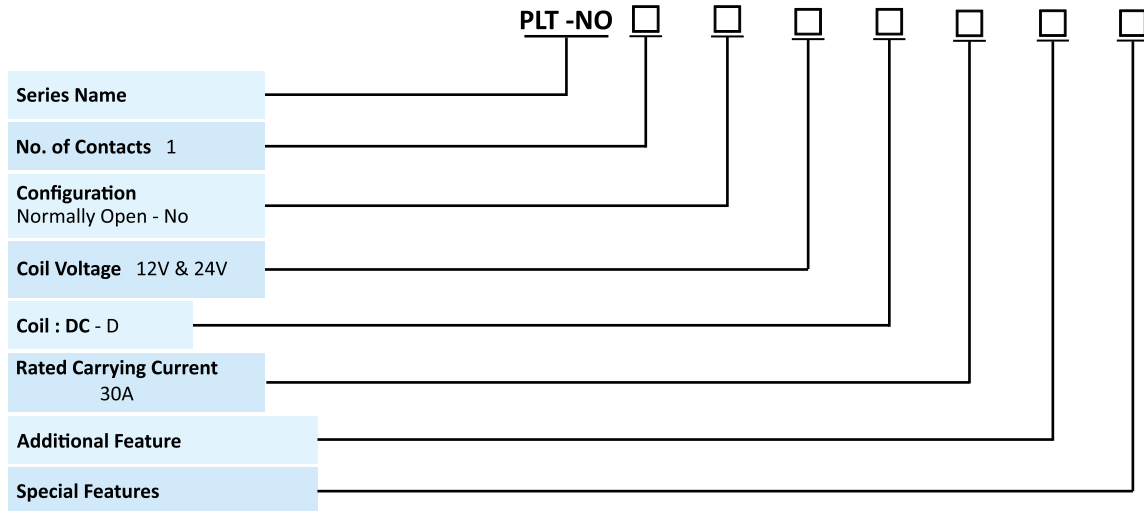 PLT -NO
Series Name
No. of Contacts 1
Configuration
Normally Open - No
Coil Voltage 12V & 24V
Coil : DC - D
Rated Carrying Current
30A
Additional Feature
Special Features